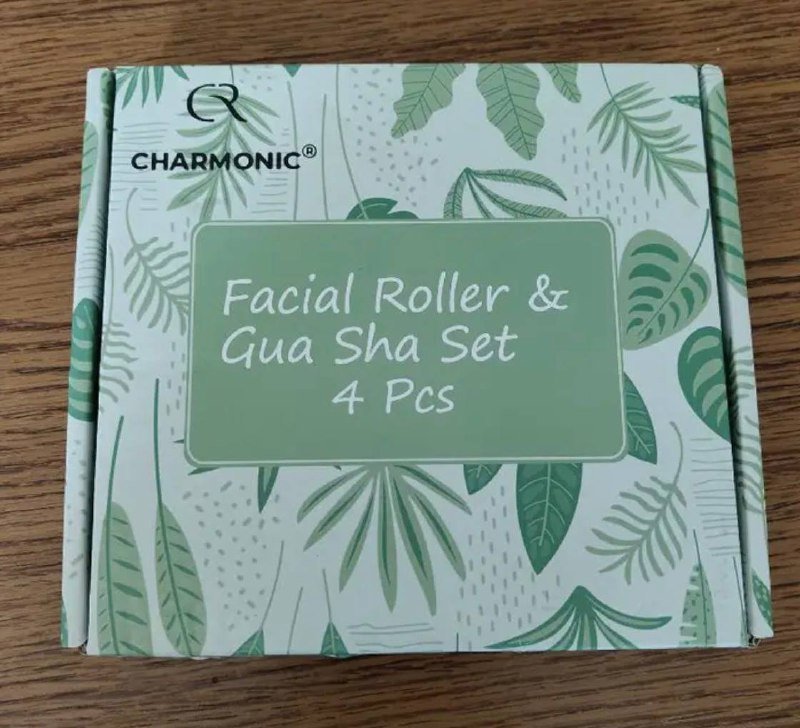 CR
CHARMONIC®
Facial Roller &
Gua Sha Set
4 Pcs